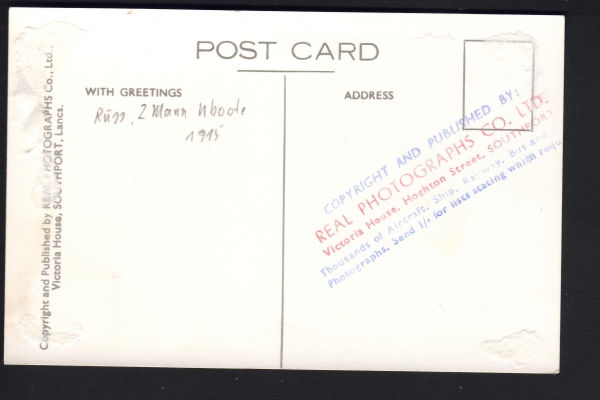 POST CARD
WITH GREETINGS
Russ. 2 Mann Uboote
1915
ADDRESS
Copyright and Published by REAL PHOTOGRAPHS Co., Ltd.,
Victoria House, SOUTHPORT, Lancs.
COPYRIGHT AND PUBLISHED BY:
REAL PHOTOGRAPHS CO. LTD.
Victoria House, Hoghton Street, SOUTHPORT
Thousands of Aircraft, Ship, Railway, Bus and
Photographs. Send 1/- for lists stating which requ